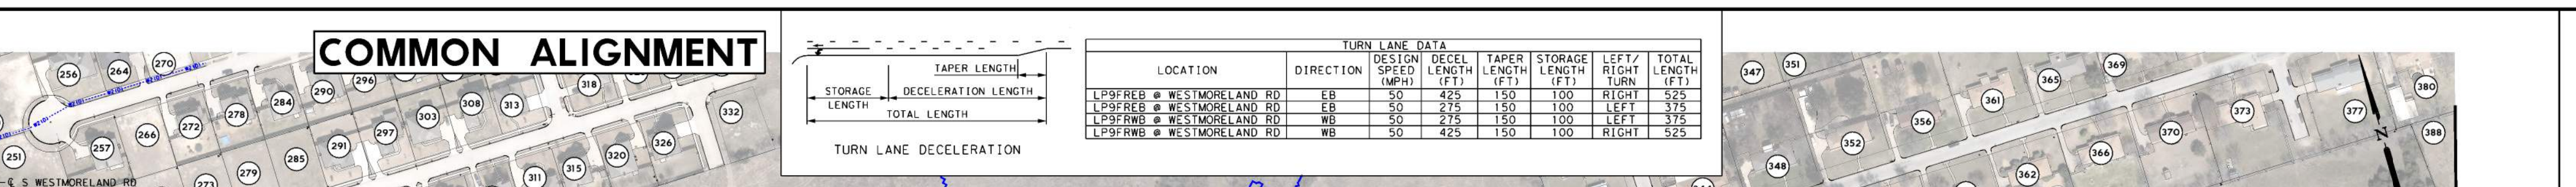 COMMON ALIGNMENT
256
264
270
296
290
284
278
272
266
257
251
318
308
313
303
297
291
285
279
273
332
326
320
315
311
W2101
W2101
W2101
W2101
W2101
-℄ S WESTMORELAND RD
TAPER LENGTH
STORAGE LENGTH
DECELERATION LENGTH
TOTAL LENGTH
TURN LANE DECELERATION
TURN LANE DATA
LOCATION DIRECTION DESIGN SPEED (MPH) DECEL LENGTH (FT) TAPER LENGTH (FT) STORAGE LENGTH (FT) LEFT/ RIGHT TURN TOTAL LENGTH (FT)
LP9FREB @ WESTMORELAND RD EB 50 425 150 100 RIGHT 525
LP9FREB @ WESTMORELAND RD EB 50 275 150 100 LEFT 375
LP9FRWB @ WESTMORELAND RD WB 50 275 150 100 LEFT 375
LP9FRWB @ WESTMORELAND RD WB 50 425 150 100 RIGHT 525
347
351
365
369
361
356
352
348
373
370
366
362
377
380
388
N